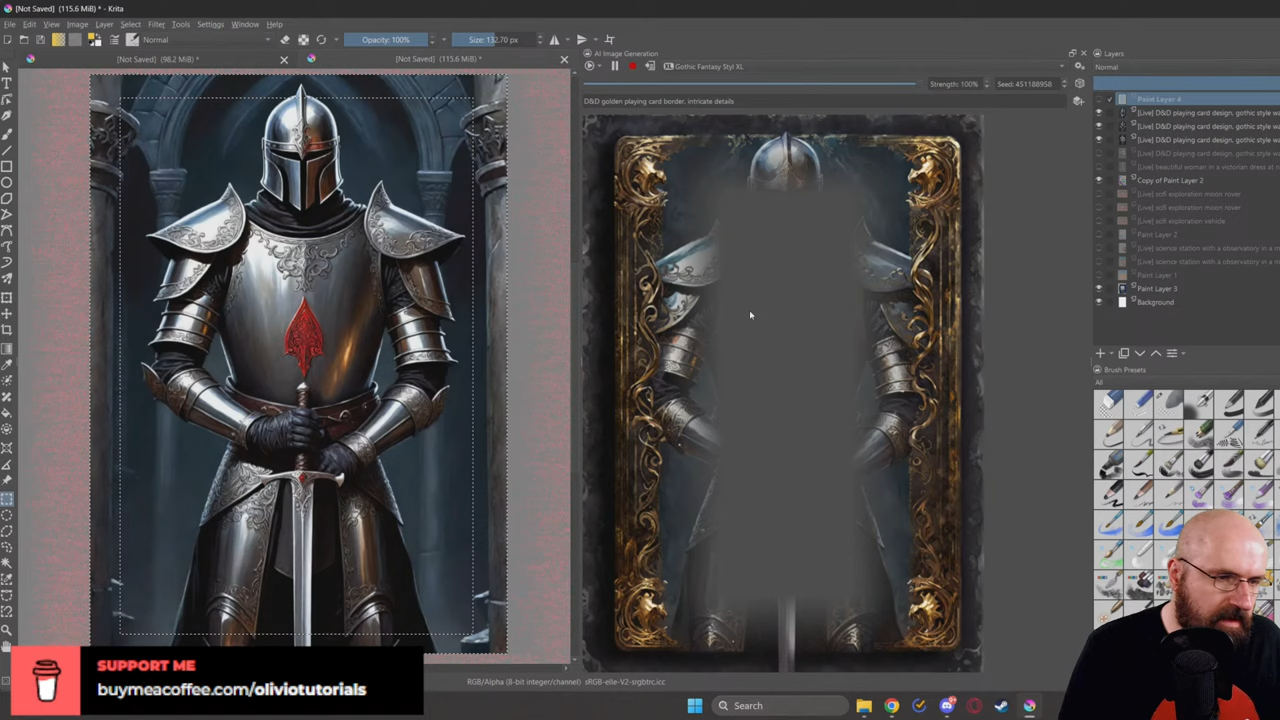 [Not Saved] (115.6 MiB) * - Krita
File Edit View Image Layer Select Filter Tools Settings Window Help
Normal
Opacity: 100%
Size: 132.70 px
[Not Saved] (98.2 MiB) *
[Not Saved] (115.6 MiB) *
AI Image Generation
Gothic Fantasy Styl XL
Strength: 100%
Seed: 451188958
D&D golden playing card border, intricate details
Layers
Normal
Paint Layer 4
[Live] D&D playing card design, gothic style wa
[Live] D&D playing card design, gothic style wa
[Live] D&D playing card design, gothic style wa
[Live] D&D playing card design, gothic style wa
[Live] beautiful woman in a victorian dress at
Copy of Paint Layer 2
[Live] scifi exploration moon rover
[Live] scifi exploration moon rover
[Live] scifi exploration vehicle
Paint Layer 2
[Live] science station with a observatory in a m
[Live] science station with a observatory in a m
Paint Layer 1
Paint Layer 3
Background
Brush Presets
All
SUPPORT ME
buymeacoffee.com/oliviotutorials
RGB/Alpha (8-bit integer/channel) sRGB-elle-V2-srgbtrc.icc
Search